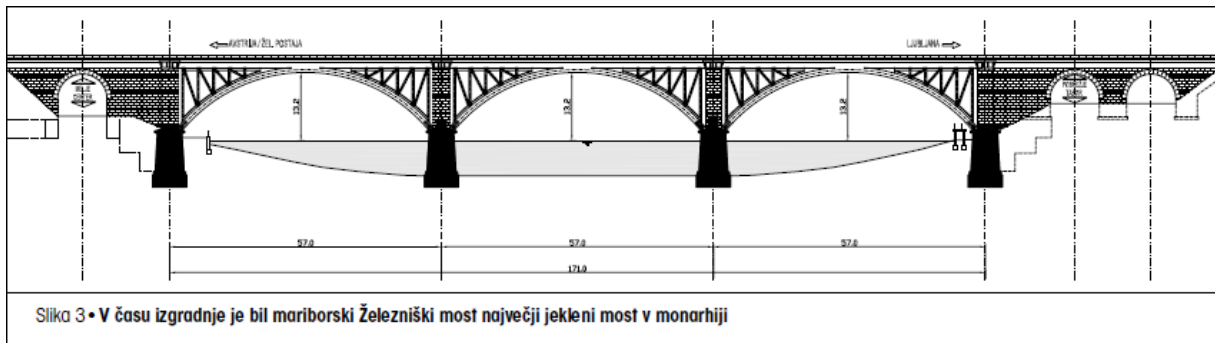 AVSTRIJA/ŽEL. POSTAJA
LJUBLJANA
13.2
13.2
13.2
57.0
57.0
57.0
171.0
Slika 3 • V času izgradnje je bil mariborski Železniški most največji jekleni most v monarhiji